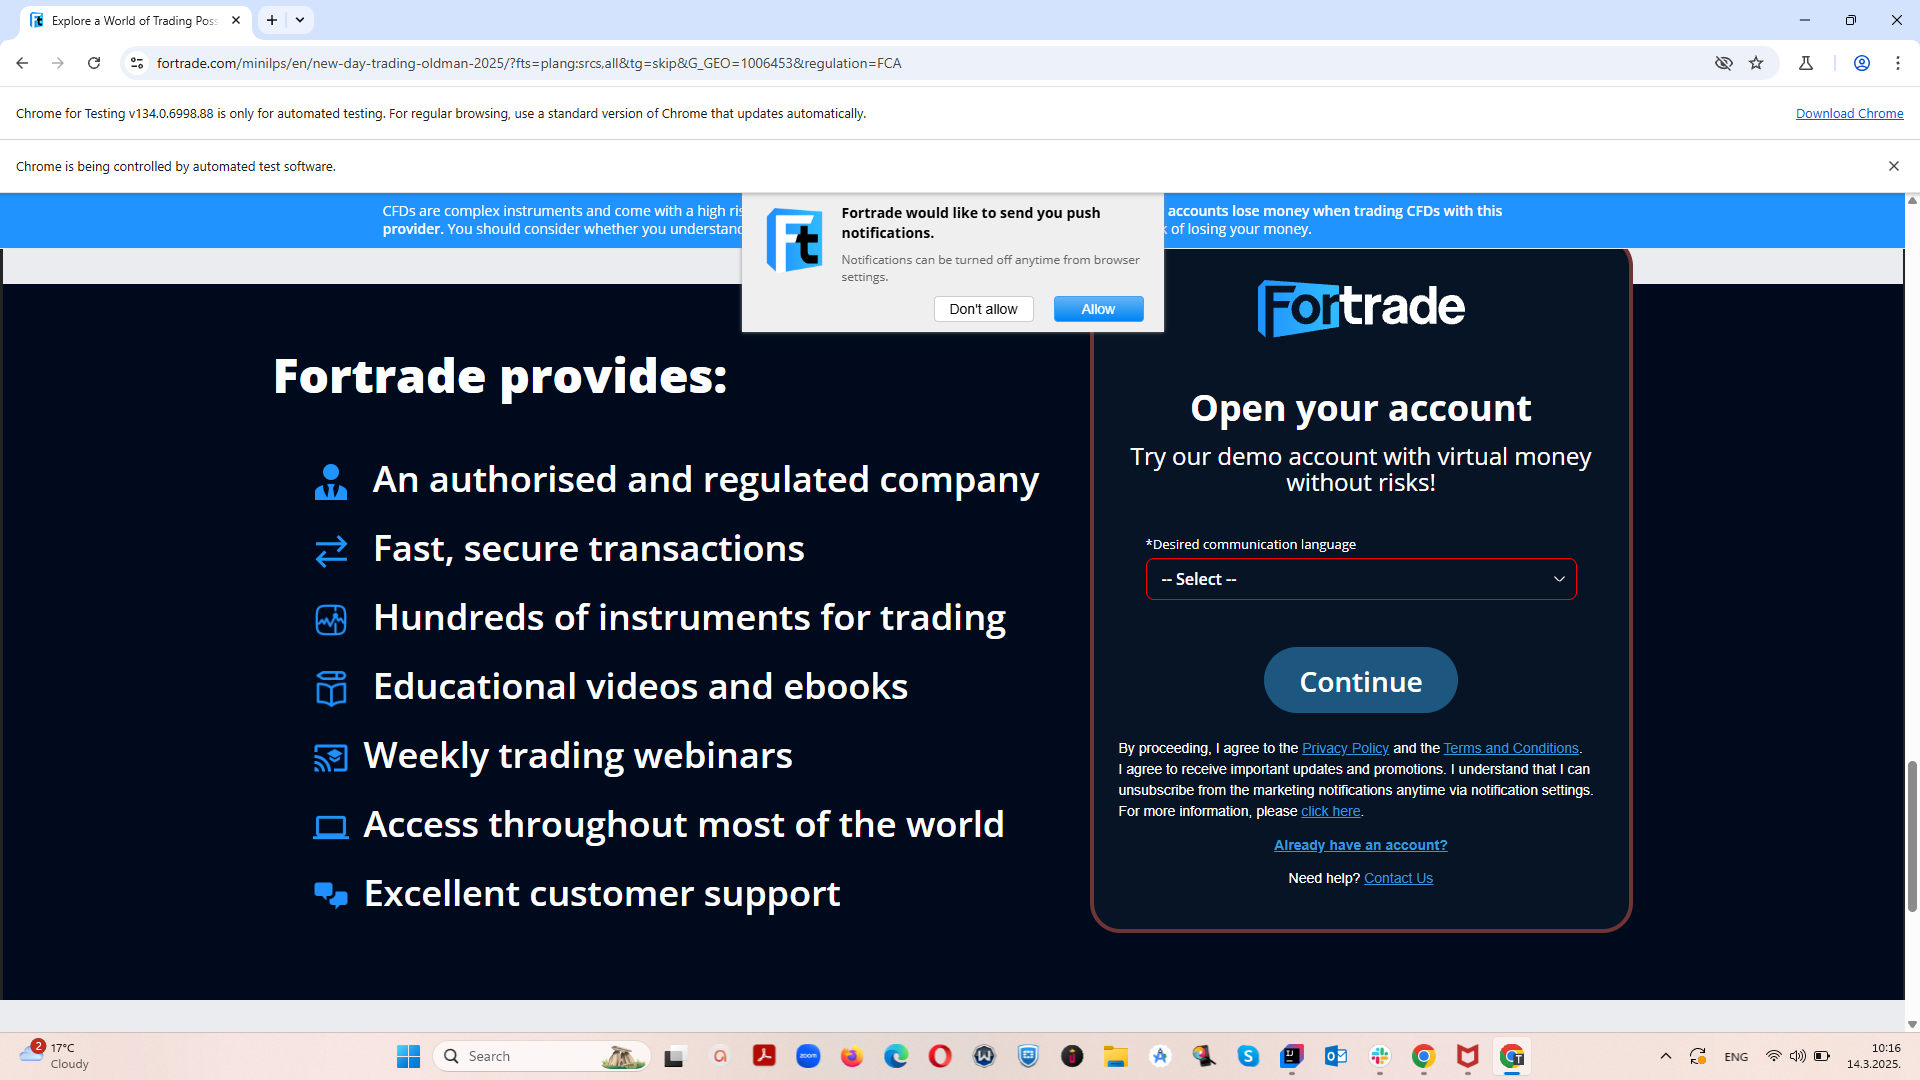 Explore a World of Trading Poss
fortrade.com/minilps/en/new-day-trading-oldman-2025/?fts=plang:srcs,all&tg=skip&G_GEO=1006453&regulation=FCA
Chrome for Testing v134.0.6998.88 is only for automated testing. For regular browsing, use a standard version of Chrome that updates automatically.
Download Chrome
Chrome is being controlled by automated test software.
CFDs are complex instruments and come with a high
accounts lose money when trading CFDs with this
provider. You should consider whether you
of losing your money.
Fortrade would like to send you push
notifications.
Notifications can be turned off anytime from browser
settings.
Don't allow
Allow
Fortrade
Fortrade provides:
An authorised and regulated company
Fast, secure transactions
Hundreds of instruments for trading
Educational videos and ebooks
Weekly trading webinars
Access throughout most of the world
Excellent customer support
Open your account
Try our demo account with virtual money
without risks!
*Desired communication language
-- Select --
Continue
By proceeding, I agree to the Privacy Policy and the Terms and Conditions.
I agree to receive important updates and promotions. I understand that I can
unsubscribe from the marketing notifications anytime via notification settings.
For more information, please click here.
Already have an account?
Need help? Contact Us
2
17°C
Cloudy
Search
zoom
ENG
10:16
14.3.2025.